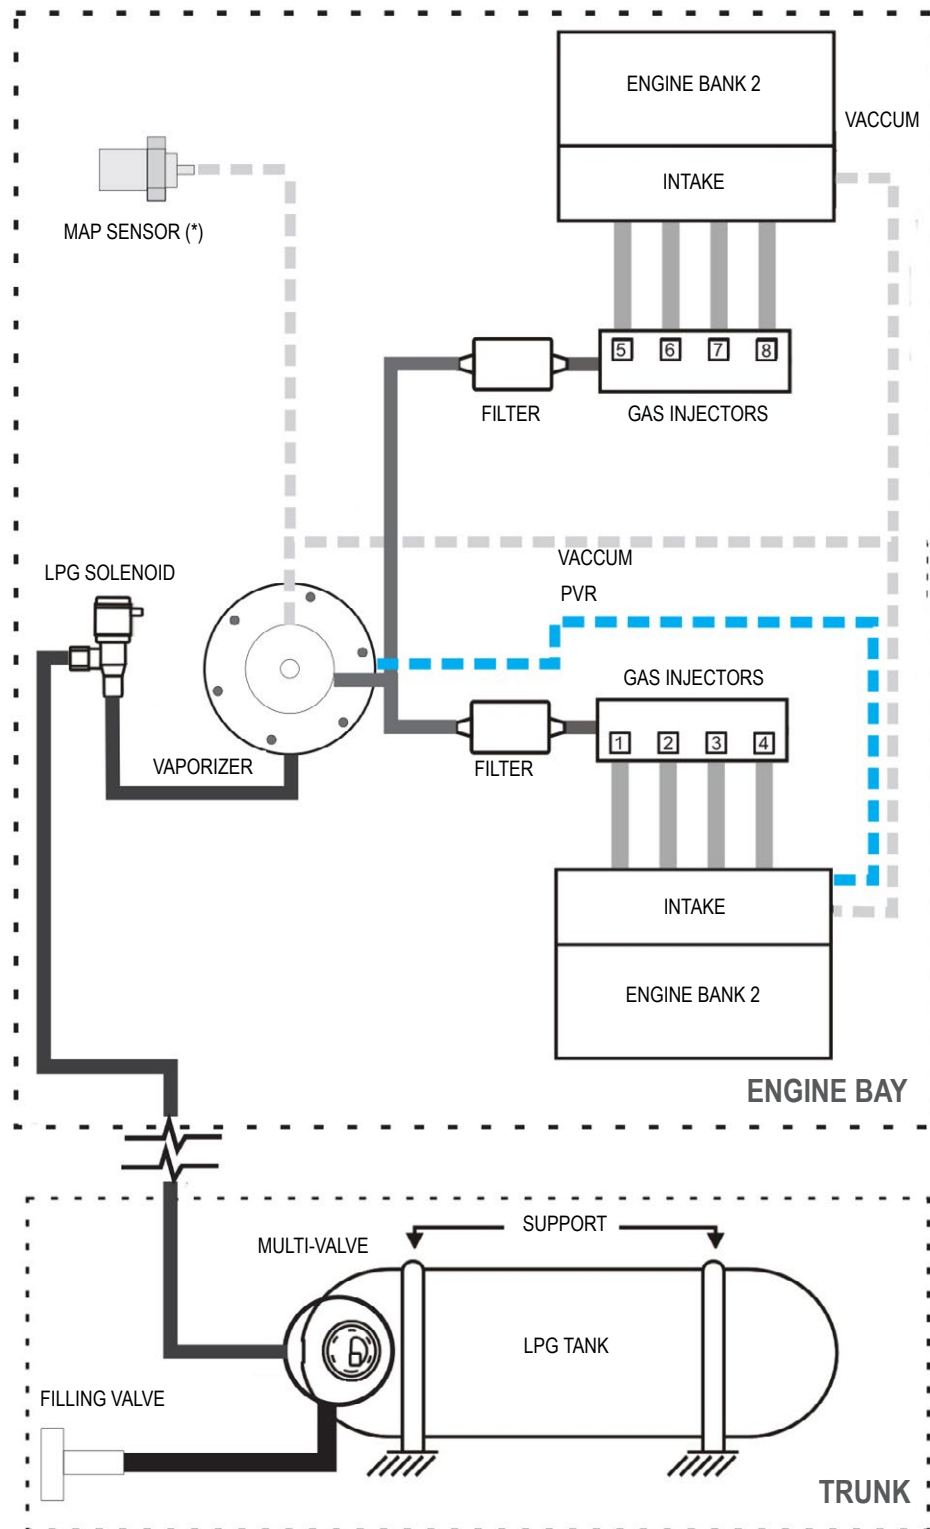 ENGINE BANK 2
VACCUM
INTAKE
MAP SENSOR (*)
5 6 7 8
FILTER
GAS INJECTORS
VACCUM
LPG SOLENOID
PVR
GAS INJECTORS
1 2 3 4
VAPORIZER
FILTER
INTAKE
ENGINE BANK 2
ENGINE BAY
SUPPORT
MULTI-VALVE
LPG TANK
FILLING VALVE
TRUNK